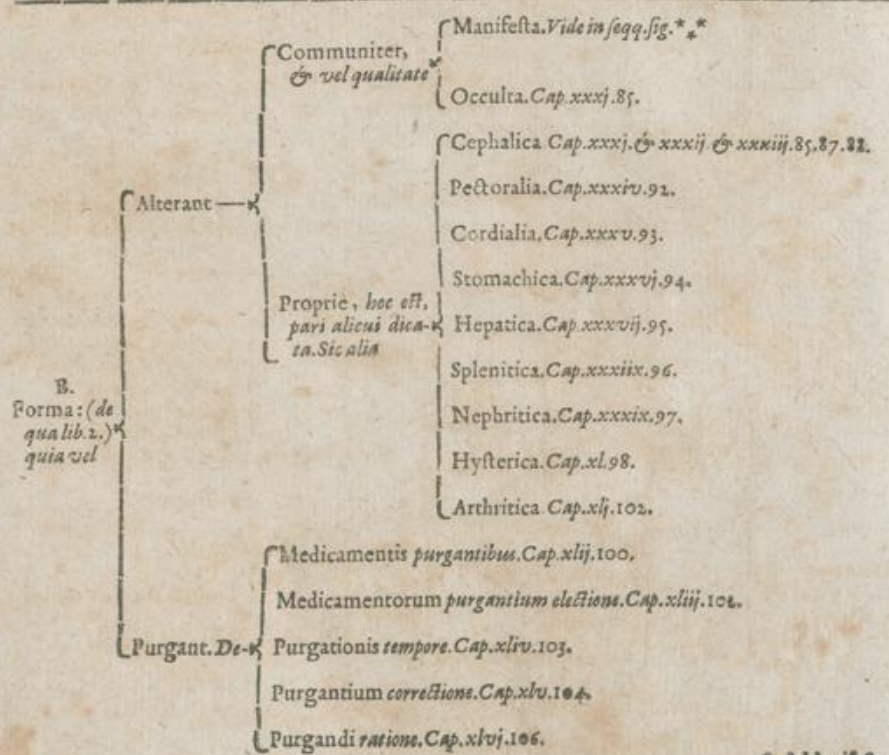 Manifesta. Vide in seqq. sig. *⁎*
Communiter,
& vel qualitate
Occulta. Cap. xxxj. 85.
Cephalica Cap. xxxj. & xxxij & xxxiij. 85. 87. 88.
Pectoralia. Cap. xxxiv. 92.
Alterant
Cordialia. Cap. xxxv. 93.
Stomachica. Cap. xxxvj. 94.
Proprie, hoc est,
pari alicui dica-
ta. Sic alia
Hepatica. Cap. xxxvij. 95.
Splenitica. Cap. xxxiix. 96.
B.
Forma: (de
qua lib. 2.)
quia vel
Nephritica. Cap. xxxix. 97.
Hysterica. Cap. xl. 98.
Arthritica Cap. xlj. 102.
Medicamentis purgantibus. Cap. xlij. 100.
Medicamentorum purgantium electione. Cap. xliij.
Purgant. De-
Purgationis tempore. Cap. xliv. 103.
Purgantium correctione. Cap. xlv. 104.
Purgandi ratione. Cap. xlvj. 106.